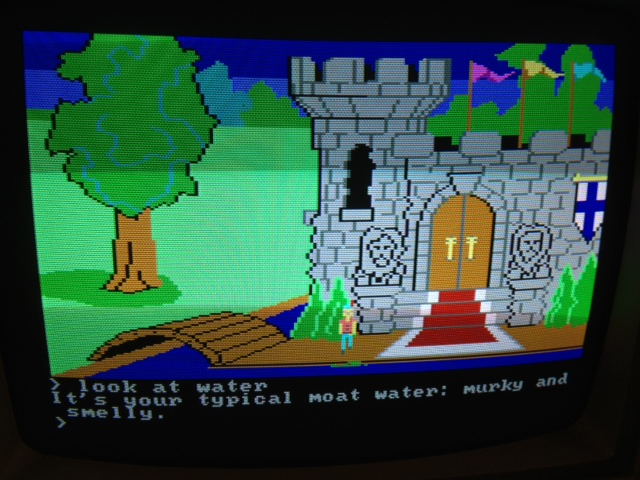 > look at water
It's your typical moat water: murky and
smelly.
>